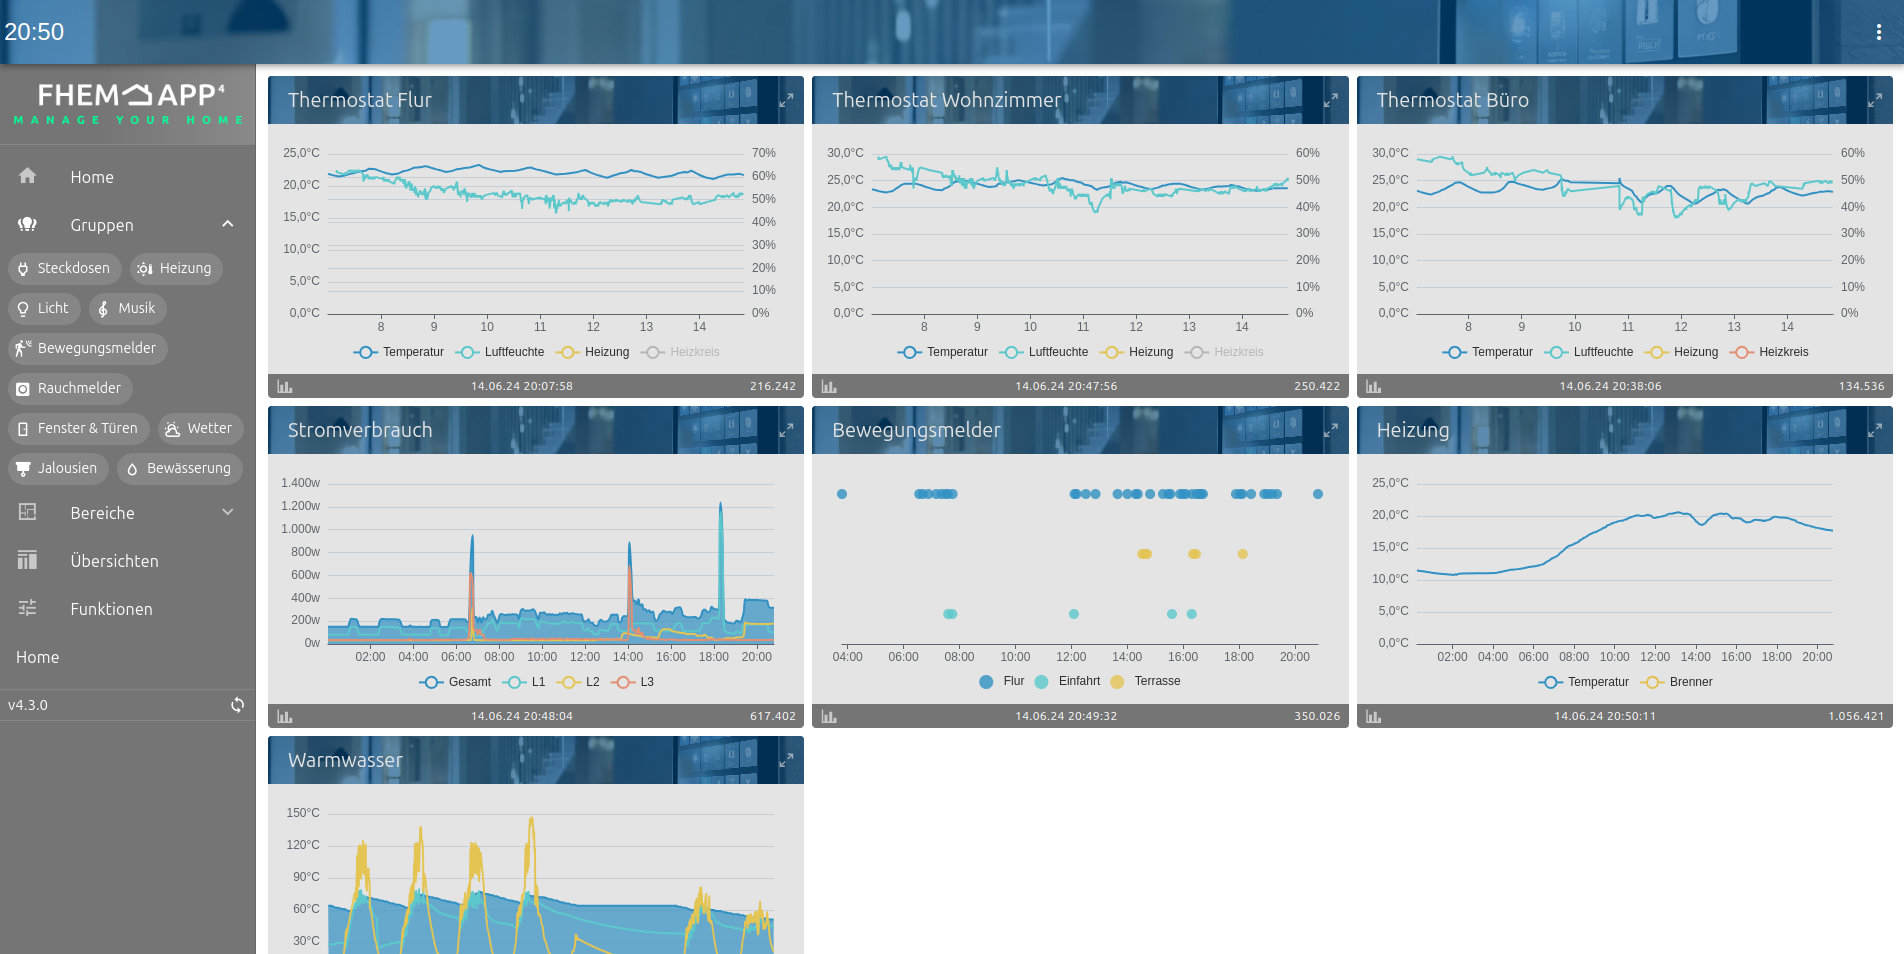 20:50
FHEM APP 4
MANAGE YOUR HOME
Home
Gruppen
Steckdosen Heizung
Licht Musik
Bewegungsmelder
Rauchmelder
Fenster & Türen Wetter
Jalousien Bewässerung
Bereiche
Übersichten
Funktionen
Home
v4.3.0
Thermostat Flur
25,0°C 70%
60%
20,0°C
50%
15,0°C
40%
30%
10,0°C
20%
5,0°C
10%
0,0°C 0%
8 9 10 11 12 13 14
Temperatur Luftfeuchte Heizung Heizkreis
14.06.24 20:07:58 216.242
Thermostat Wohnzimmer
30,0°C 60%
25,0°C 50%
20,0°C 40%
15,0°C 30%
10,0°C 20%
5,0°C 10%
0,0°C 0%
8 9 10 11 12 13 14
Temperatur Luftfeuchte Heizung Heizkreis
14.06.24 20:47:56 250.422
Thermostat Büro
30,0°C 60%
25,0°C 50%
20,0°C 40%
15,0°C 30%
10,0°C 20%
5,0°C 10%
0,0°C 0%
8 9 10 11 12 13 14
Temperatur Luftfeuchte Heizung Heizkreis
14.06.24 20:38:06 134.536
Stromverbrauch
1.400w
1.200w
1.000w
800w
600w
400w
200w
0w
02:00 04:00 06:00 08:00 10:00 12:00 14:00 16:00 18:00 20:00
Gesamt L1 L2 L3
14.06.24 20:48:04 617.402
Bewegungsmelder
04:00 06:00 08:00 10:00 12:00 14:00 16:00 18:00 20:00
Flur Einfahrt Terrasse
14.06.24 20:49:32 350.026
Heizung
25,0°C
20,0°C
15,0°C
10,0°C
5,0°C
0,0°C
02:00 04:00 06:00 08:00 10:00 12:00 14:00 16:00 18:00 20:00
Temperatur Brenner
14.06.24 20:50:11 1.056.421
Warmwasser
150°C
120°C
90°C
60°C
30°C